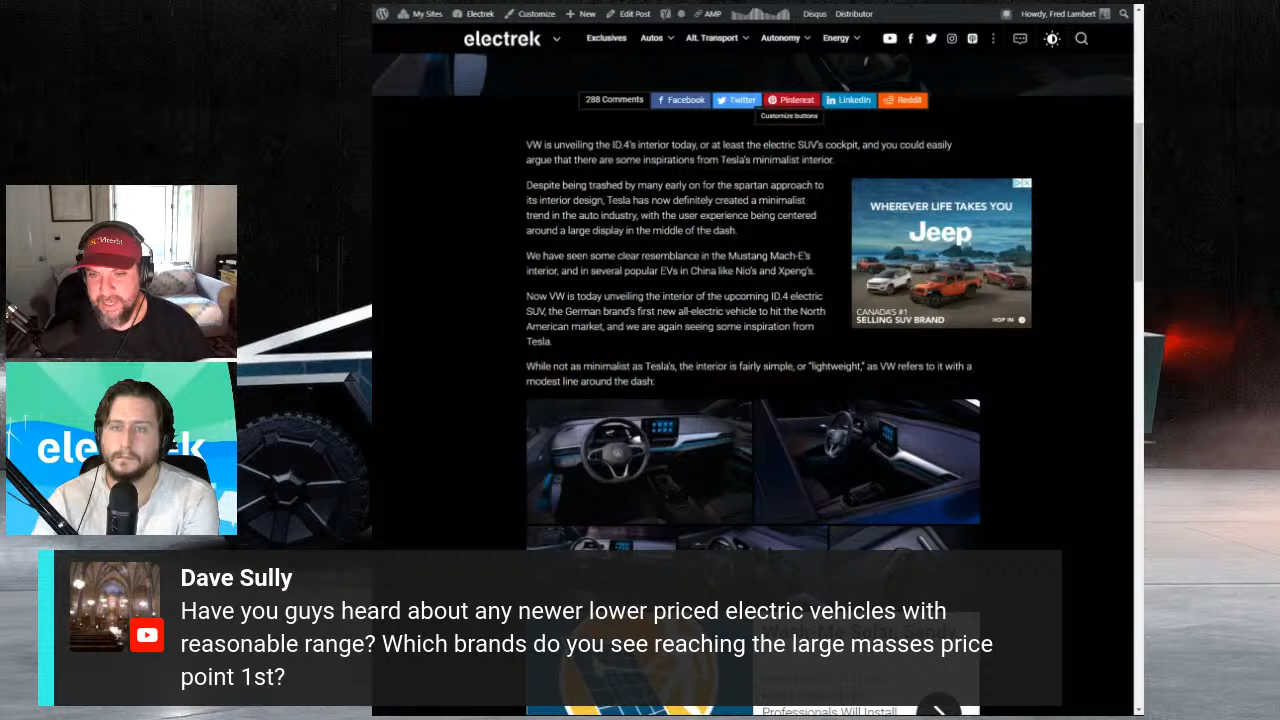 My Sites
Electrek
Customize
New
Edit Post
AMP
Disqus
Distributor
Howdy, Fred Lambert
electrek
Exclusives
Autos
Alt. Transport
Autonomy
Energy
288 Comments
Facebook
Twitter
Pinterest
LinkedIn
Reddit
Customize buttons
VW is unveiling the ID.4's interior today, or at least the electric SUV's cockpit, and you could easily
argue that there are some inspirations from Tesla's minimalist interior.
Despite being trashed by many early on for the spartan approach to
its interior design, Tesla has now definitely created a minimalist
trend in the auto industry, with the user experience being centered
around a large display in the middle of the dash.
We have seen some clear resemblance in the Mustang Mach-E's
interior, and in several popular EVs in China like Nio's and Xpeng's.
Now VW is today unveiling the interior of the upcoming ID.4 electric
SUV, the German brand's first new all-electric vehicle to hit the North
American market, and we are again seeing some inspiration from
Tesla.
While not as minimalist as Tesla's, the interior is fairly simple, or "lightweight," as VW refers to it with a
modest line around the dash:
WHEREVER LIFE TAKES YOU
Jeep
CANADA'S #1
SELLING SUV BRAND
HOP IN
Viterbi
ele k
Dave Sully
Have you guys heard about any newer lower priced electric vehicles with
reasonable range? Which brands do you see reaching the large masses price
point 1st?
Professionals Will Install